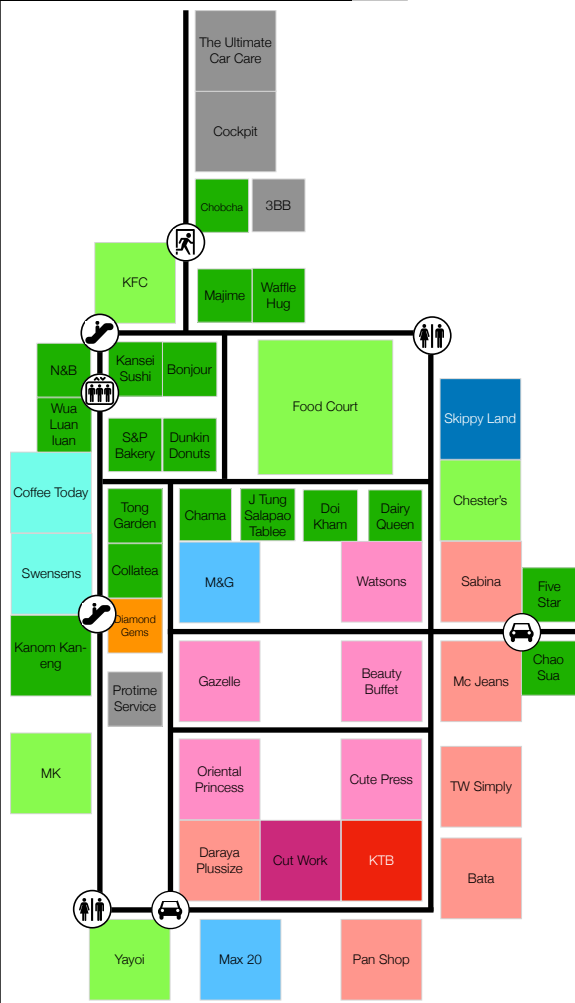 The Ultimate
Car Care
Cockpit
Chobcha
3BB
KFC
Majime
Waffle
Hug
N&B
Kansei
Sushi
Bonjour
Food Court
Skippy Land
Wua
Luan
luan
S&P
Bakery
Dunkin
Donuts
Coffee Today
Chester's
Tong
Garden
Chama
J Tung
Salapao
Tablee
Doi
Kham
Dairy
Queen
Swensens
Collatea
M&G
Watsons
Sabina
Five
Star
Diamond
Gems
Kanom Kan-
eng
Protime
Service
Gazelle
Beauty
Buffet
Mc Jeans
Chao
Sua
MK
Oriental
Princess
Cute Press
TW Simply
Daraya
Plussize
Cut Work
KTB
Bata
Yayoi
Max 20
Pan Shop